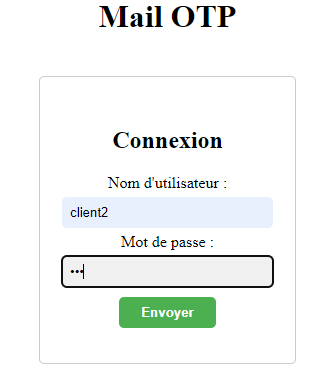 Mail OTP
Connexion
Nom d'utilisateur :
client2
Mot de passe :
•••
Envoyer